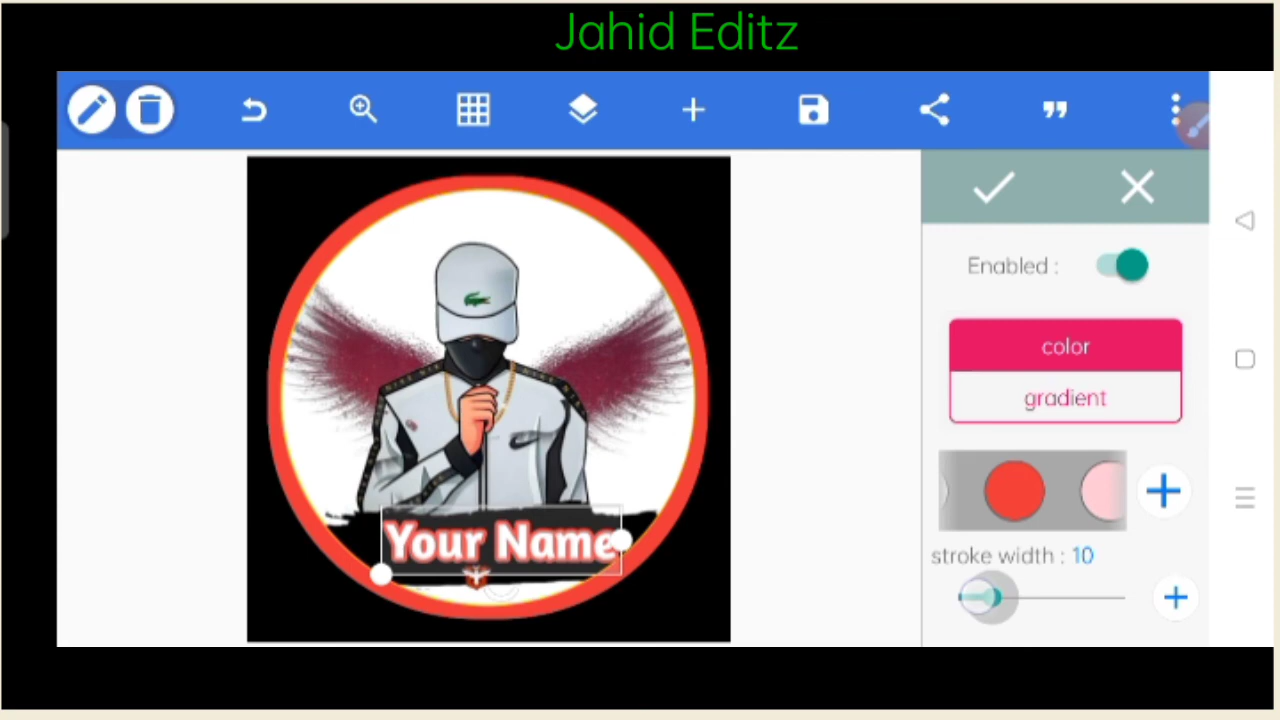 Jahid Editz
Enabled :
color
gradient
stroke width : 10
Your Name